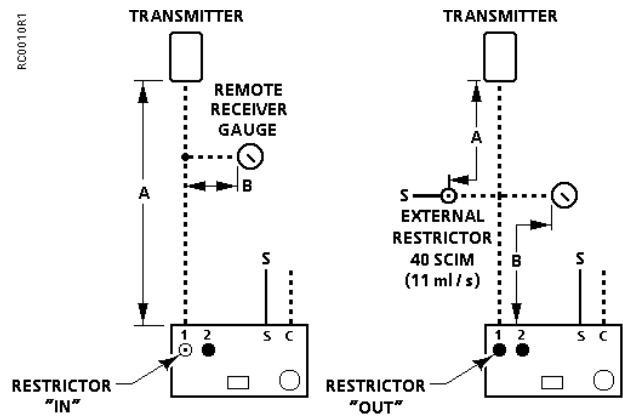 RC0010R1
TRANSMITTER
REMOTE
RECEIVER
GAUGE
A
B
S
1 2 S C
RESTRICTOR
"IN"
TRANSMITTER
A
S
EXTERNAL
RESTRICTOR
40 SCIM
(11 ml / s)
B
S
1 2 S C
RESTRICTOR
"OUT"